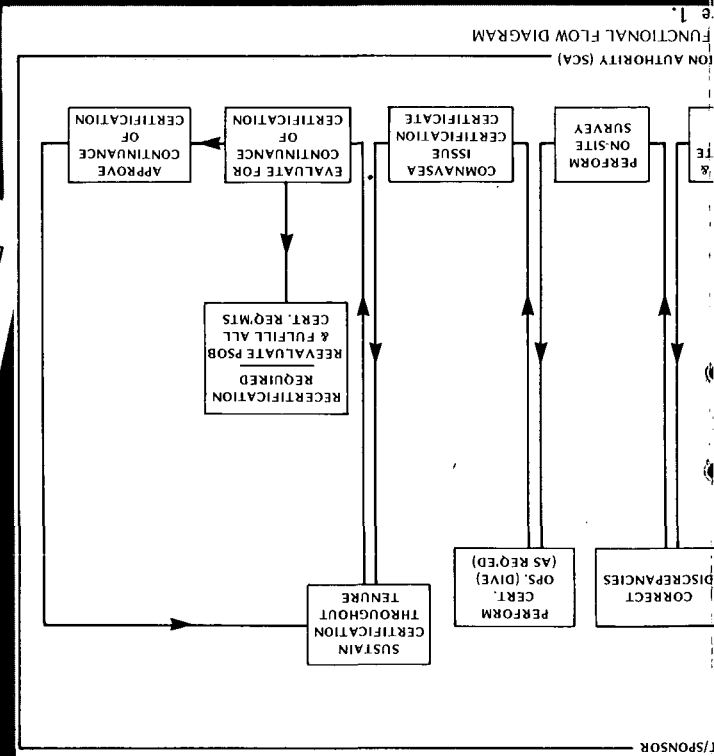 T/SPONSOR
CORRECT
DISCREPANCIES
PERFORM
CERT.
OPS. (DIVE)
(AS REQ'ED)
SUSTAIN
CERTIFICATION
THROUGHOUT
TENURE
RECERTIFICATION
REQUIRED
REEVALUATE PSOB
& FULFILL ALL
CERT. REQ'MTS
&
TE
PERFORM
ON-SITE
SURVEY
COMNAVSEA
ISSUE
CERTIFICATION
CERTIFICATE
EVALUATE FOR
CONTINUANCE
OF
CERTIFICATION
APPROVE
CONTINUANCE
OF
CERTIFICATION
ION AUTHORITY (SCA)
FUNCTIONAL FLOW DIAGRAM
e 1.